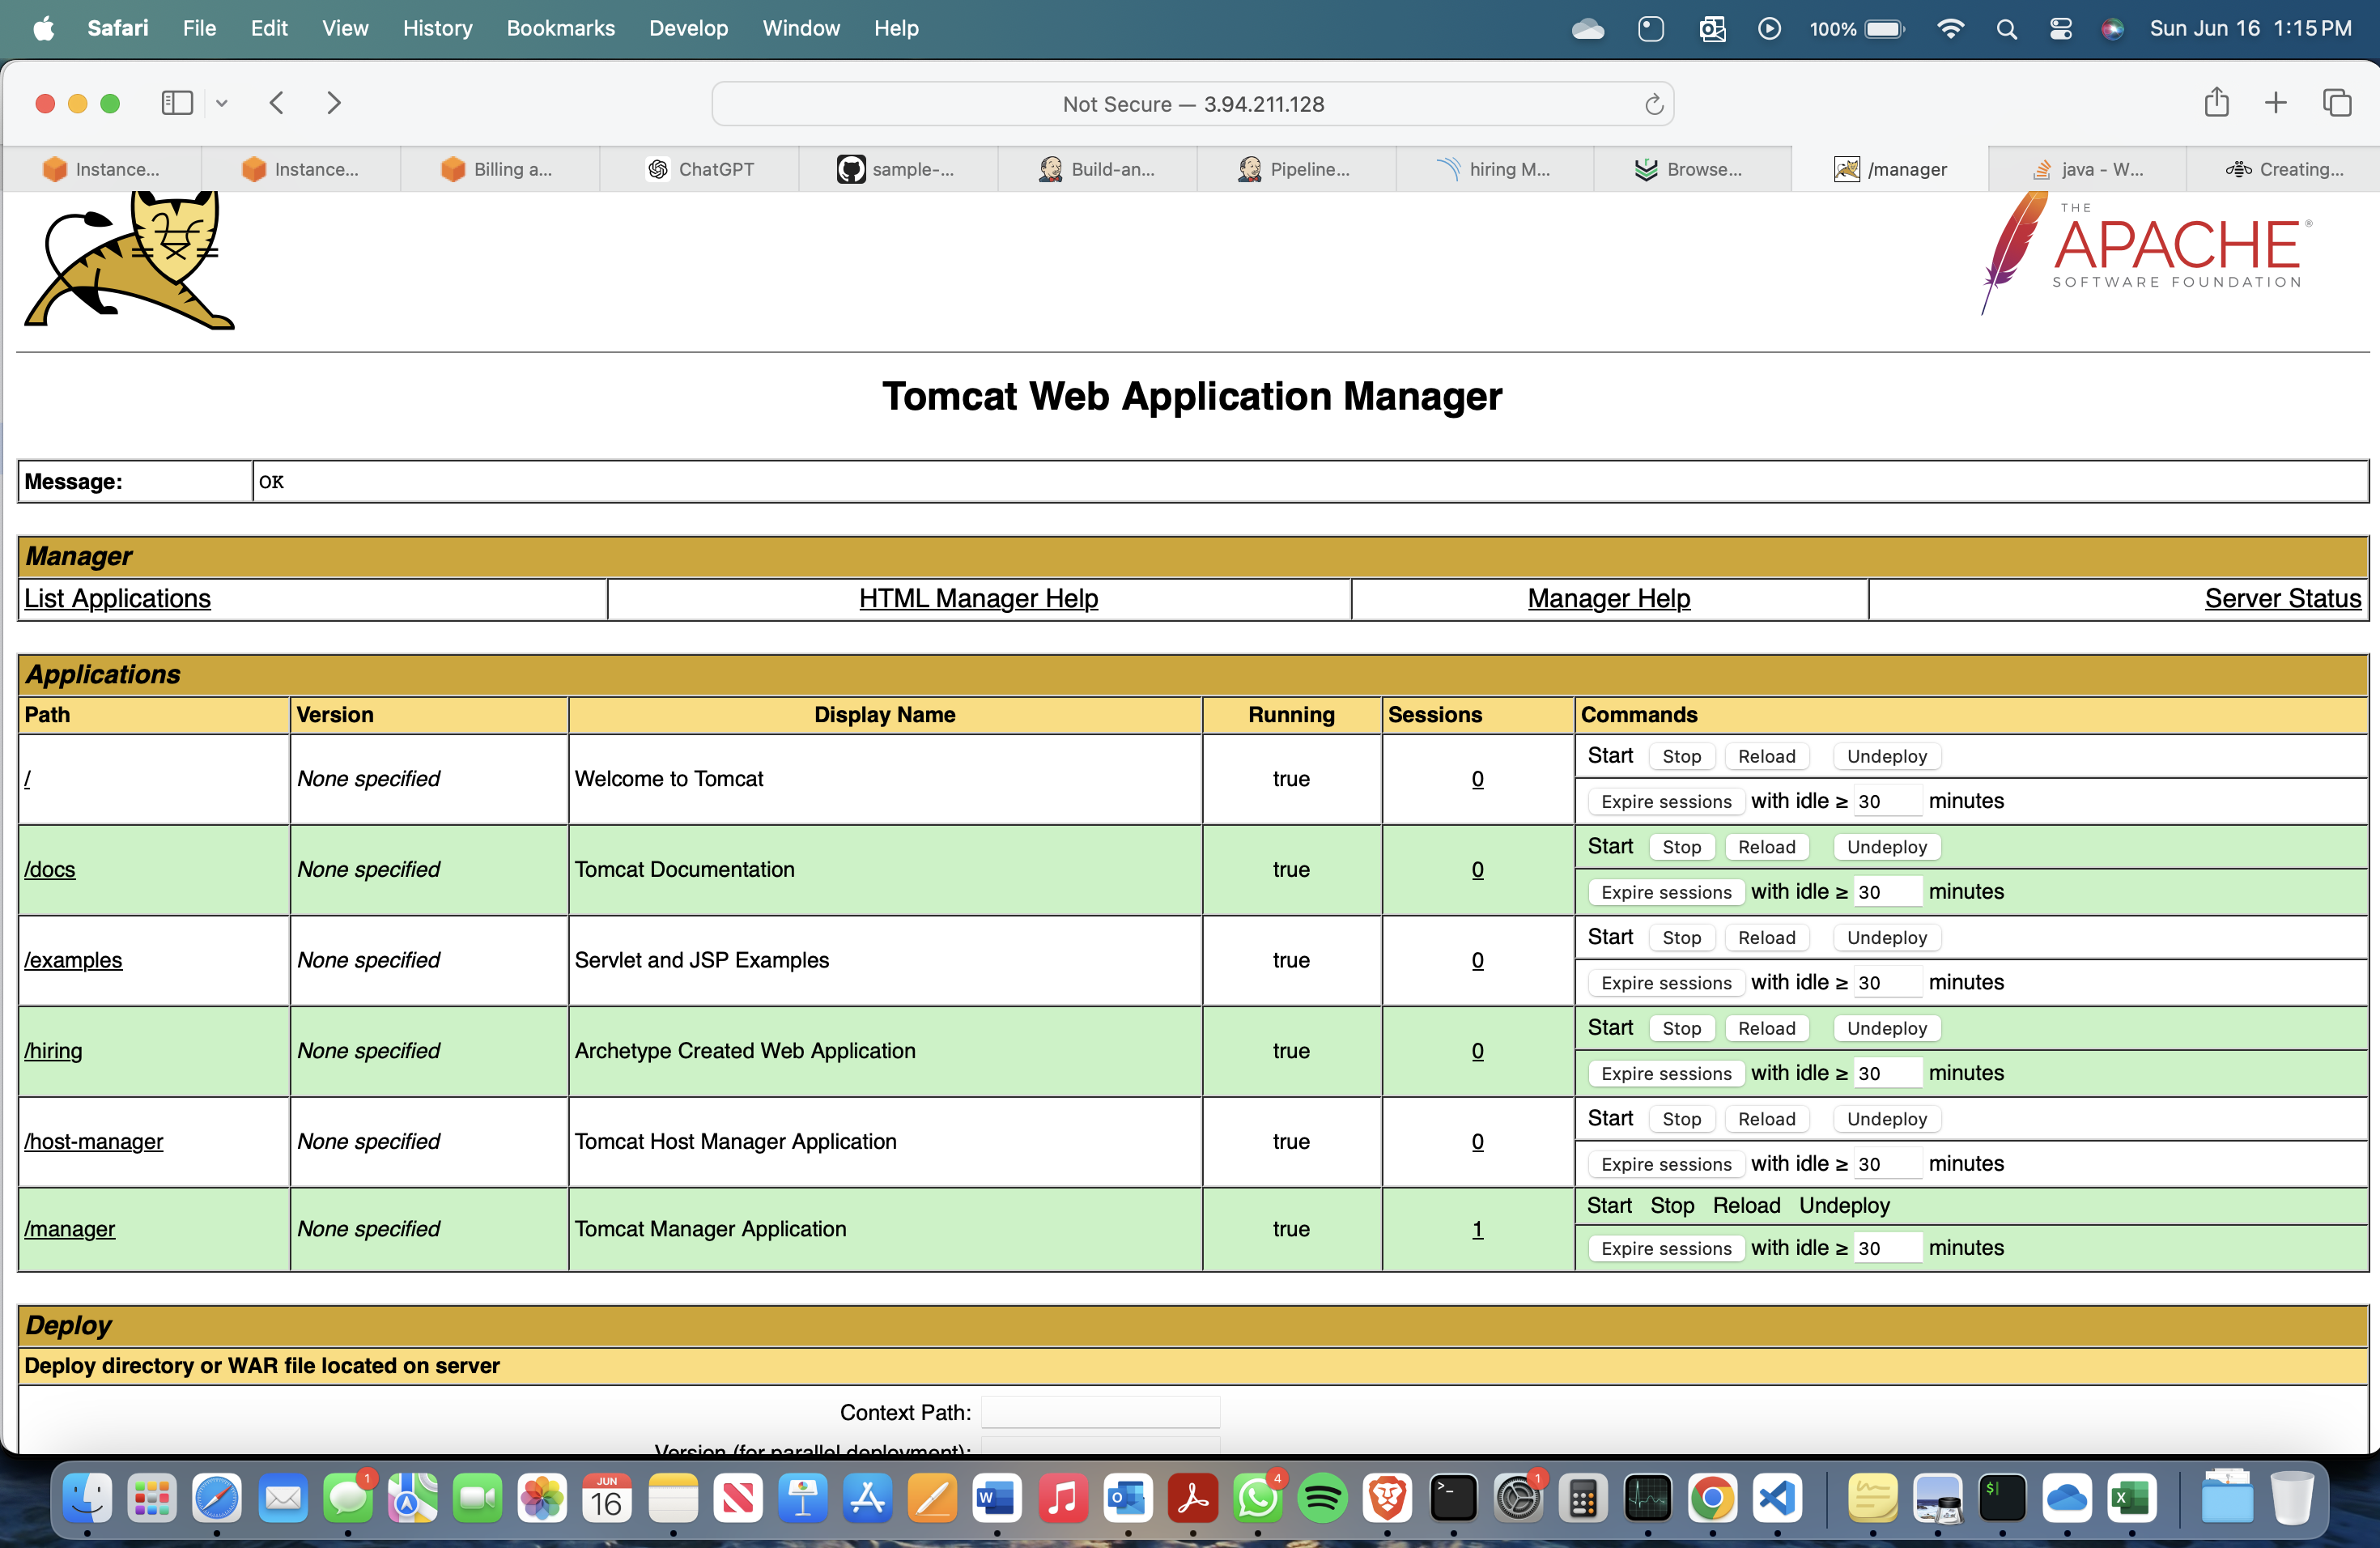 Safari File Edit View History Bookmarks Develop Window Help 100% Sun Jun 16 1:15 PM
Not Secure — 3.94.211.128
Instance... Instance... Billing a... ChatGPT sample-... Build-an... Pipeline... hiring M... Browse... /manager java - W... Creating...
THE
APACHE®
SOFTWARE FOUNDATION
Tomcat Web Application Manager
Message: OK
Manager
List Applications HTML Manager Help Manager Help Server Status
Applications
Path Version Display Name Running Sessions Commands
/ None specified Welcome to Tomcat true 0 Start Stop Reload Undeploy
Expire sessions with idle ≥ 30 minutes
/docs None specified Tomcat Documentation true 0 Start Stop Reload Undeploy
Expire sessions with idle ≥ 30 minutes
/examples None specified Servlet and JSP Examples true 0 Start Stop Reload Undeploy
Expire sessions with idle ≥ 30 minutes
/hiring None specified Archetype Created Web Application true 0 Start Stop Reload Undeploy
Expire sessions with idle ≥ 30 minutes
/host-manager None specified Tomcat Host Manager Application true 0 Start Stop Reload Undeploy
Expire sessions with idle ≥ 30 minutes
/manager None specified Tomcat Manager Application true 1 Start Stop Reload Undeploy
Expire sessions with idle ≥ 30 minutes
Deploy
Deploy directory or WAR file located on server
Context Path:
Version (for parallel deployment):
1 JUN 16 4 1